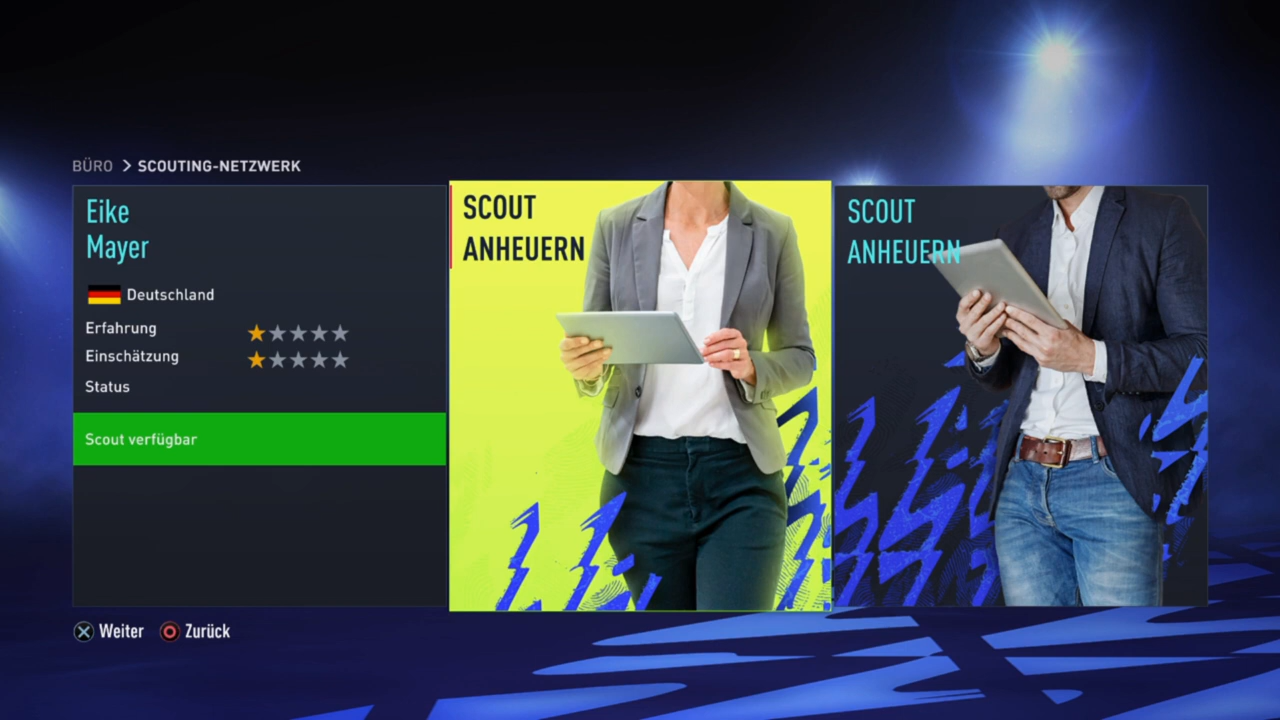 BÜRO > SCOUTING-NETZWERK
Eike
Mayer
Deutschland
Erfahrung
Einschätzung
Status
Scout verfügbar
SCOUT
ANHEUERN
SCOUT
ANHEUERN
Weiter
Zurück